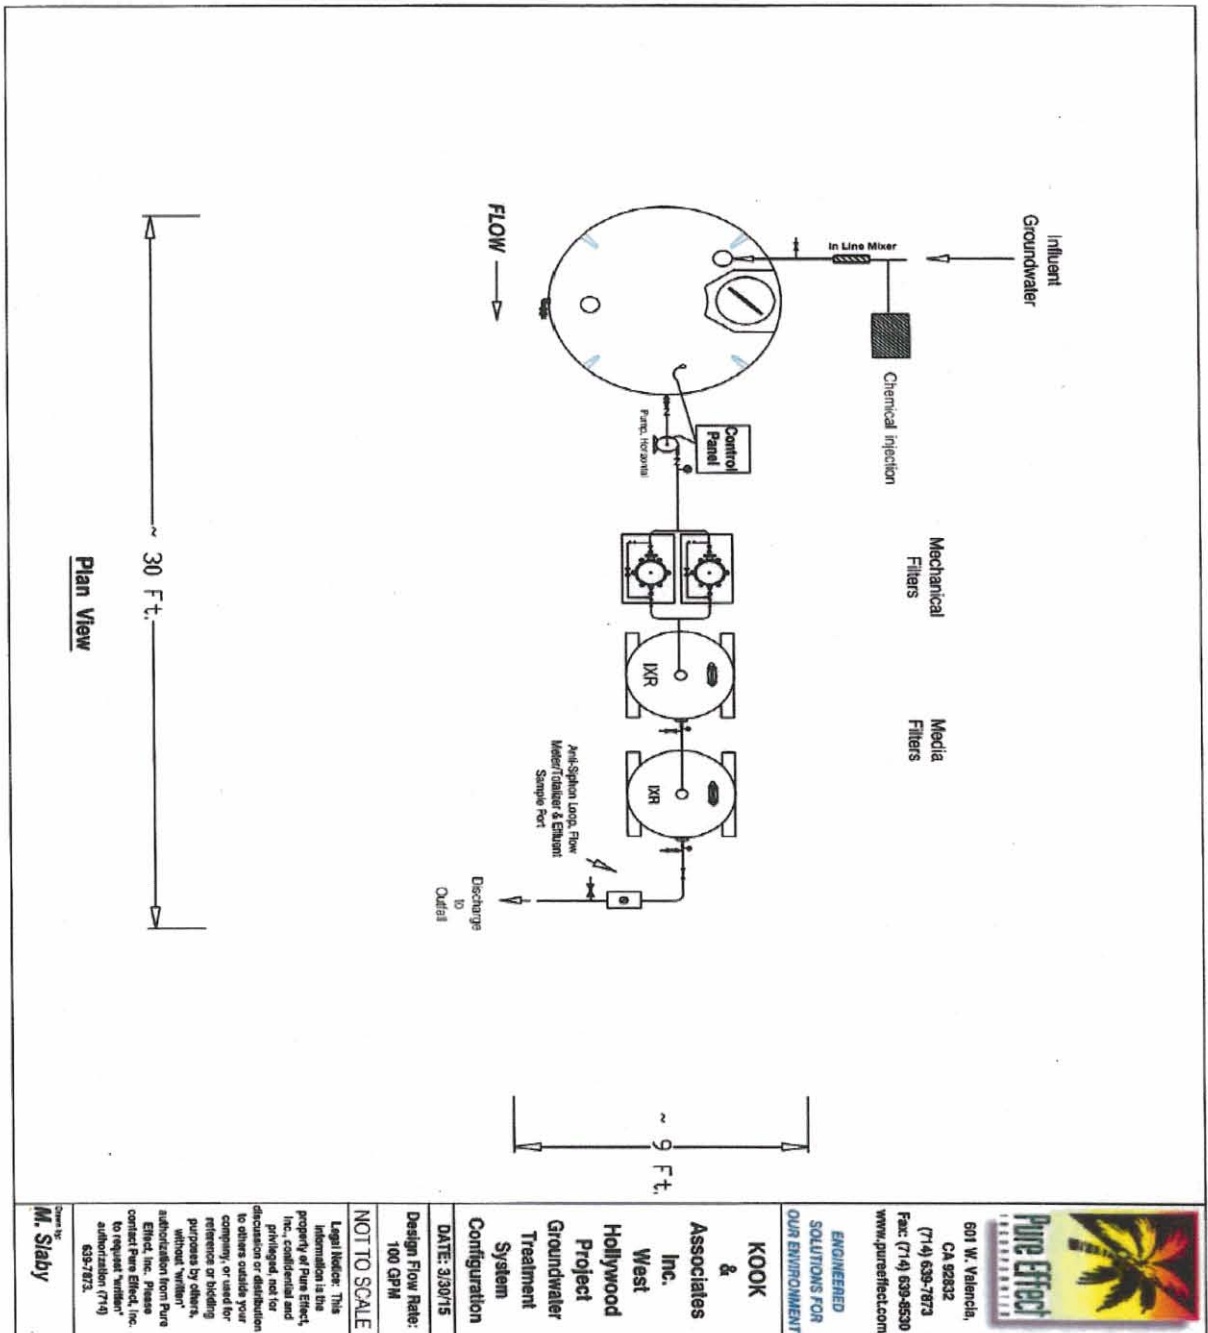 Influent
Groundwater
In Line Mixer
Chemical injection
FLOW
Control
Panel
Pump, Horizontal
Mechanical
Filters
Media
Filters
IXR
IXR
Anti-Siphon Loop, Flow
Meter/Totalizer & Effluent
Sample Port
Discharge
to
Outfall
~ 30 Ft.
~ 9 Ft.
Plan View
Pure Effect
INCORPORATED
601 W. Valencia,
CA 92832
(714) 639-7873
Fax: (714) 639-8530
www.pureeffect.com
ENGINEERED
SOLUTIONS FOR
OUR ENVIRONMENT
KOOK
&
Associates
Inc.
West
Hollywood
Project
Groundwater
Treatment
System
Configuration
DATE: 3/30/15
Design Flow Rate:
100 GPM
NOT TO SCALE
Legal Notice: This
information is the
property of Pure Effect,
Inc., confidential and
privileged, not for
discussion or distribution
to others outside your
company, or used for
reference or bidding
purposes by others,
without "written"
authorization from Pure
Effect, Inc. Please
contact Pure Effect, Inc.
to request "written"
authorization (714)
639-7873.
Drawn by:
M. Slaby